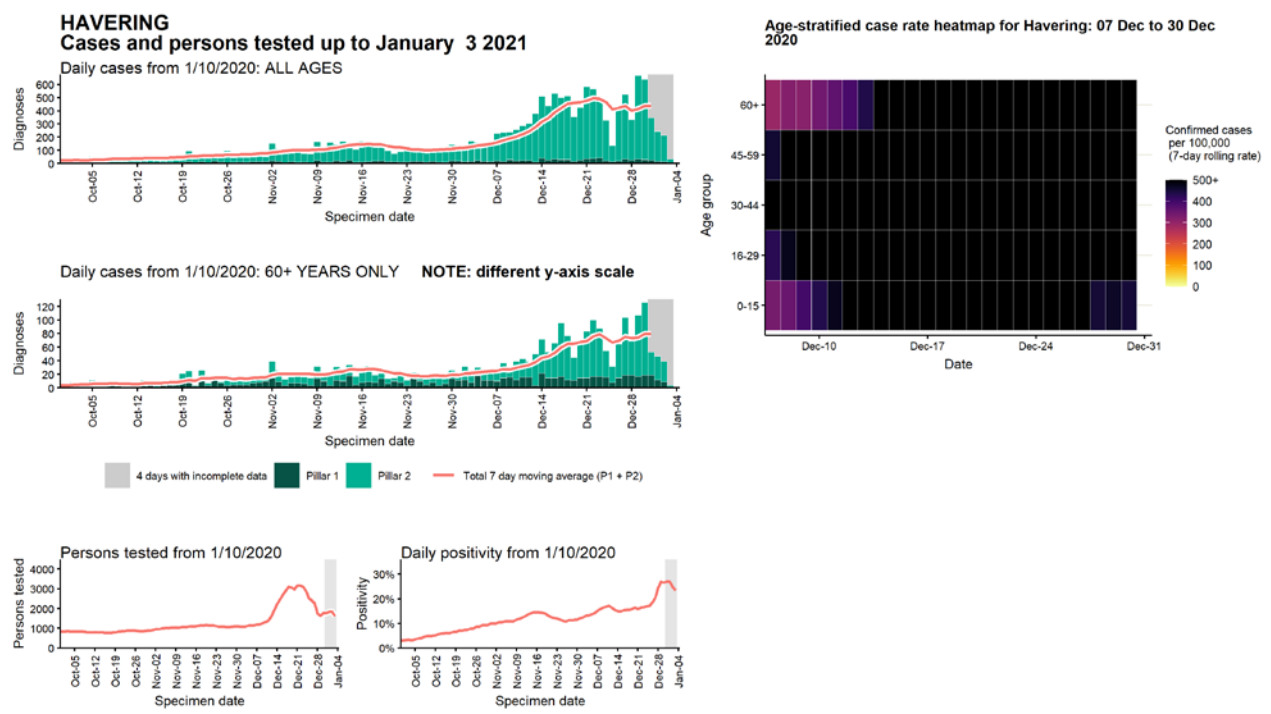 HAVERING
Cases and persons tested up to January 3 2021
Daily cases from 1/10/2020: ALL AGES
Diagnoses
600
500
400
300
200
100
0
Oct-05
Oct-12
Oct-19
Oct-26
Nov-02
Nov-09
Nov-16
Nov-23
Nov-30
Dec-07
Dec-14
Dec-21
Dec-28
Jan-04
Specimen date
Daily cases from 1/10/2020: 60+ YEARS ONLY NOTE: different y-axis scale
Diagnoses
120
100
80
60
40
20
0
Oct-05
Oct-12
Oct-19
Oct-26
Nov-02
Nov-09
Nov-16
Nov-23
Nov-30
Dec-07
Dec-14
Dec-21
Dec-28
Jan-04
Specimen date
4 days with incomplete data
Pillar 1
Pillar 2
Total 7 day moving average (P1 + P2)
Persons tested from 1/10/2020
Persons tested
4000
3000
2000
1000
0
Oct-05
Oct-12
Oct-19
Oct-26
Nov-02
Nov-09
Nov-16
Nov-23
Nov-30
Dec-07
Dec-14
Dec-21
Dec-28
Jan-04
Specimen date
Daily positivity from 1/10/2020
Positivity
30%
20%
10%
0%
Oct-05
Oct-12
Oct-19
Oct-26
Nov-02
Nov-09
Nov-16
Nov-23
Nov-30
Dec-07
Dec-14
Dec-21
Dec-28
Jan-04
Specimen date
Age-stratified case rate heatmap for Havering: 07 Dec to 30 Dec
2020
Age group
60+
45-59
30-44
16-29
0-15
Dec-10
Dec-17
Dec-24
Dec-31
Date
Confirmed cases
per 100,000
(7-day rolling rate)
500+
400
300
200
100
0